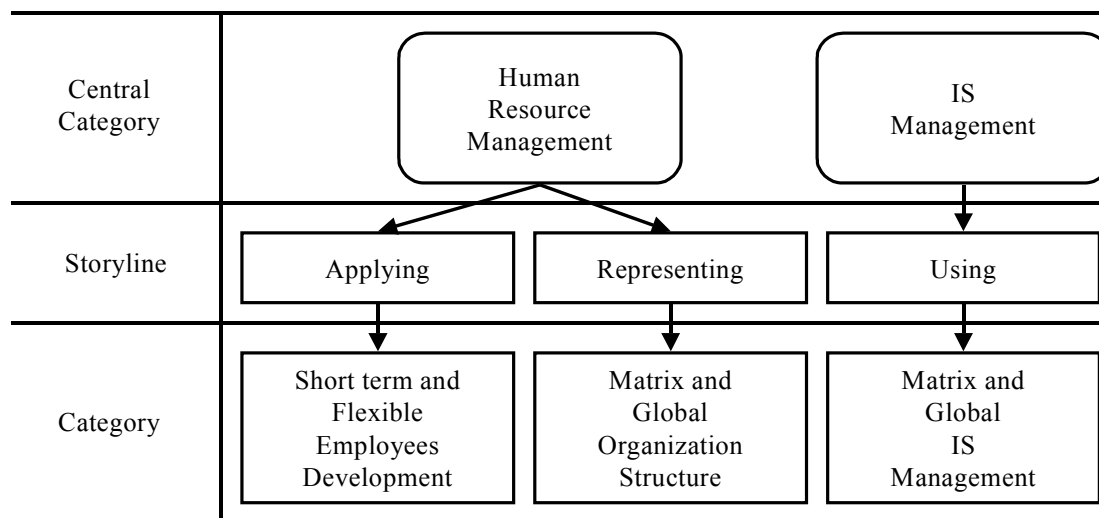 Central
Category
Human
Resource
Management
IS
Management
Storyline
Applying
Representing
Using
Category
Short term and
Flexible
Employees
Development
Matrix and
Global
Organization
Structure
Matrix and
Global
IS
Management